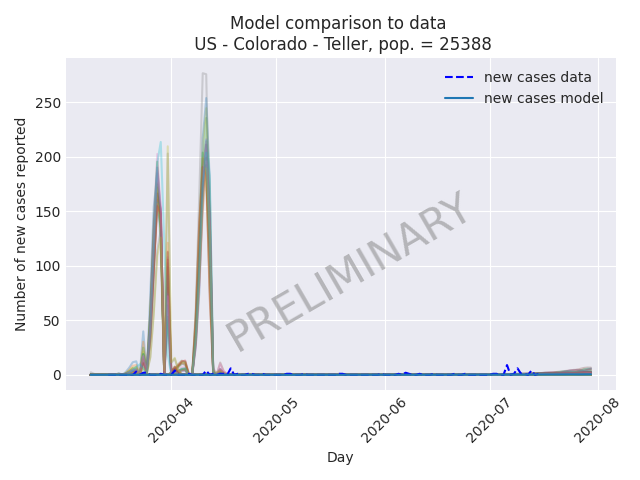 Model comparison to data
US - Colorado - Teller, pop. = 25388
new cases data
new cases model
Number of new cases reported
250
200
150
100
50
0
PRELIMINARY
2020-04
2020-05
2020-06
2020-07
2020-08
Day